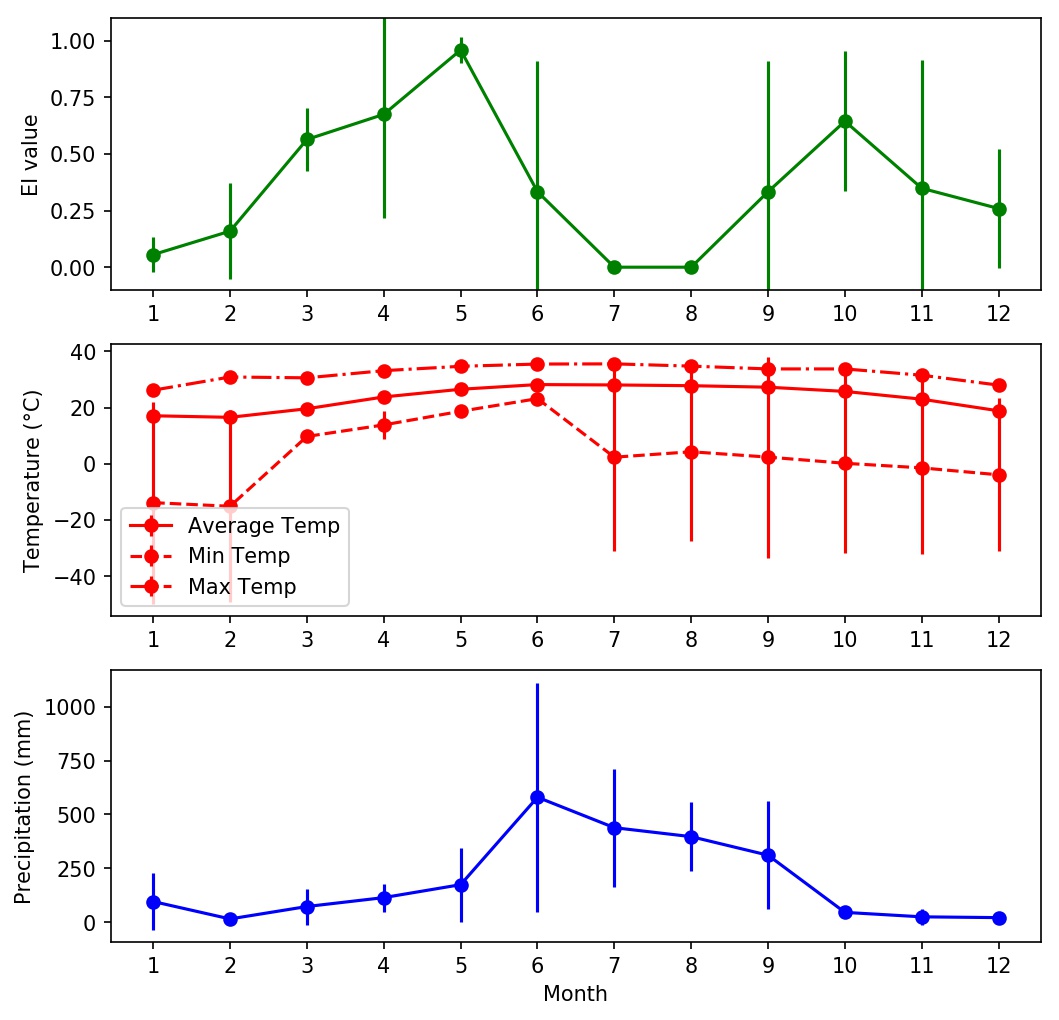 EI value
1.00
0.75
0.50
0.25
0.00
1 2 3 4 5 6 7 8 9 10 11 12
Temperature (°C)
40
20
0
−20
−40
Average Temp
Min Temp
Max Temp
1 2 3 4 5 6 7 8 9 10 11 12
Precipitation (mm)
1000
750
500
250
0
1 2 3 4 5 6 7 8 9 10 11 12
Month